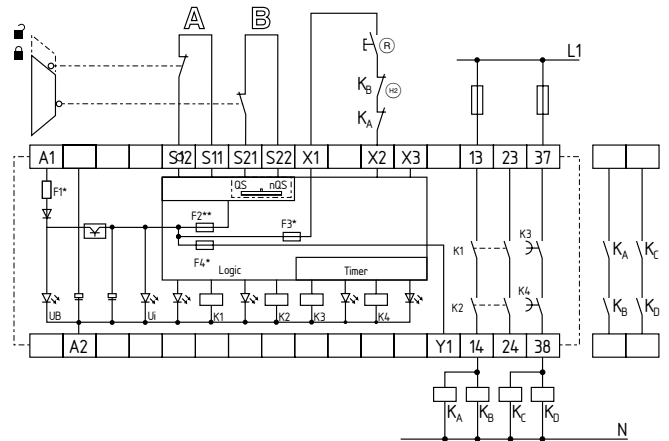 A B
R
L1
KB H2
KA
A1 S12 S11 S21 S22 X1 X2 X3 13 23 37
F1*
QS nQS
F2**
F3*
F4*
Logic Timer
K1 K3
K2 K4
KA KC
KB KD
UB Ui K1 K2 K3 K4
A2 Y1 14 24 38
KA KB KC KD
N